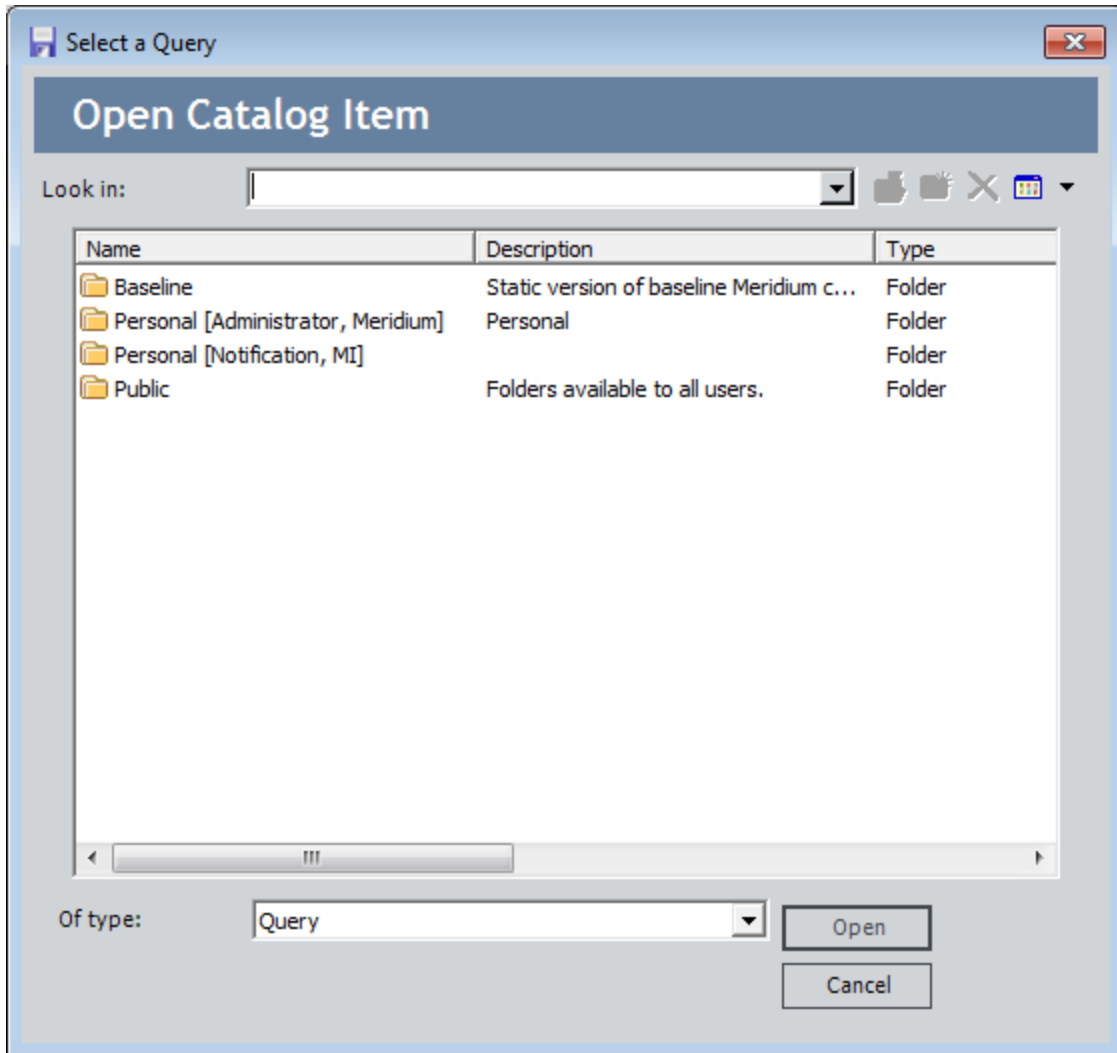 Select a Query
Open Catalog Item
Look in:
Name Description Type
Baseline Static version of baseline Meridium c... Folder
Personal [Administrator, Meridium] Personal Folder
Personal [Notification, MI] Folder
Public Folders available to all users. Folder
Of type: Query Open
Cancel